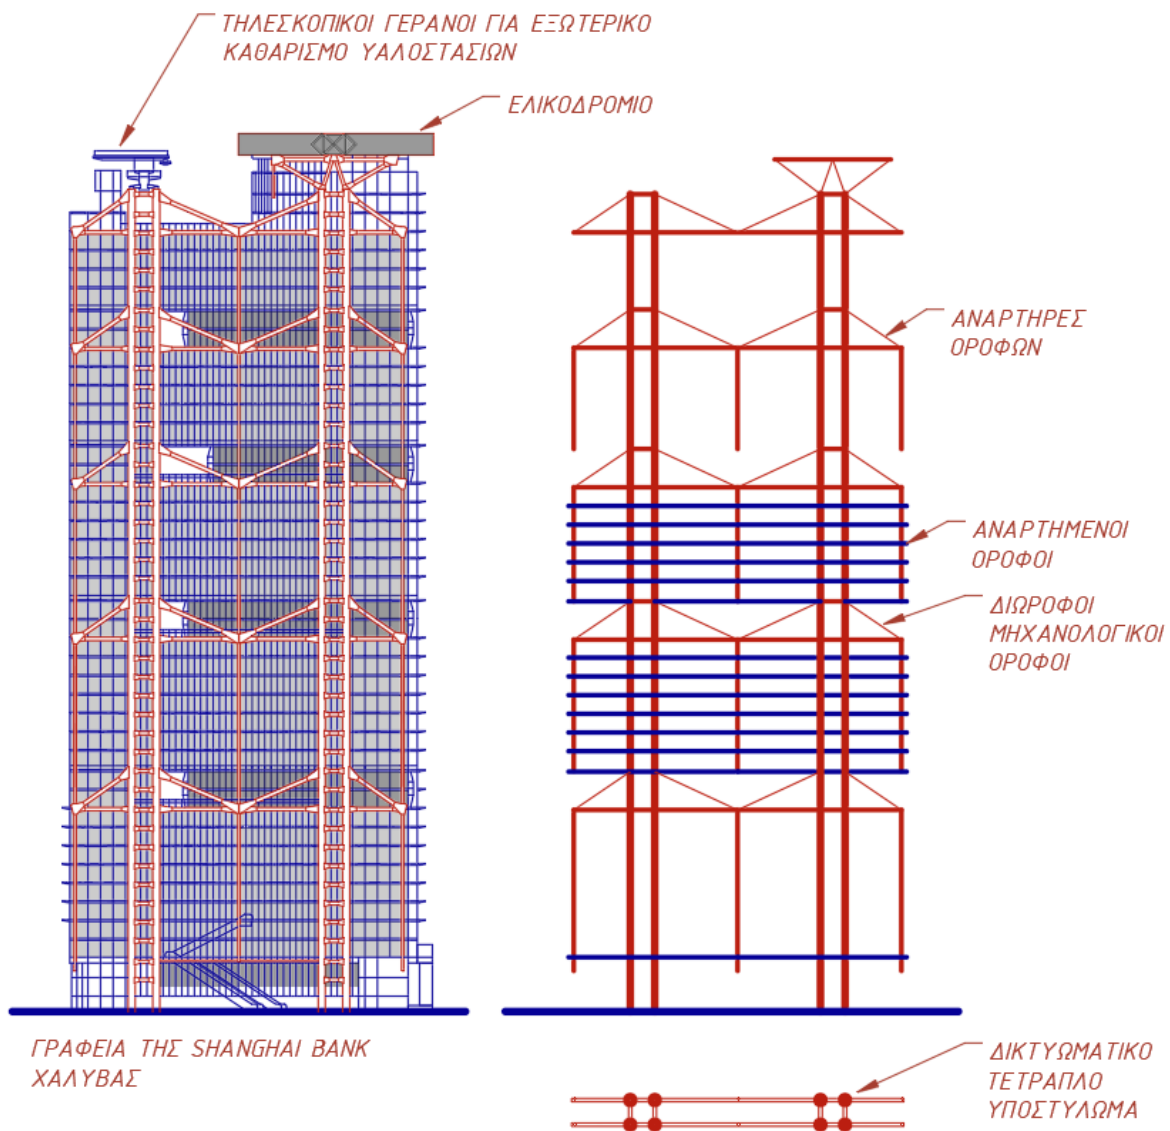 ΤΗΛΕΣΚΟΠΙΚΟΙ ΓΕΡΑΝΟΙ ΓΙΑ ΕΞΩΤΕΡΙΚΟ
ΚΑΘΑΡΙΣΜΟ ΥΑΛΟΣΤΑΣΙΩΝ
ΕΛΙΚΟΔΡΟΜΙΟ
ΑΝΑΡΤΗΡΕΣ
ΟΡΟΦΩΝ
ΑΝΑΡΤΗΜΕΝΟΙ
ΟΡΟΦΟΙ
ΔΙΩΡΟΦΟΙ
ΜΗΧΑΝΟΛΟΓΙΚΟΙ
ΟΡΟΦΟΙ
ΓΡΑΦΕΙΑ ΤΗΣ SHANGHAI BANK
ΧΑΛΥΒΑΣ
ΔΙΚΤΥΩΜΑΤΙΚΟ
ΤΕΤΡΑΠΛΟ
ΥΠΟΣΤΥΛΩΜΑ